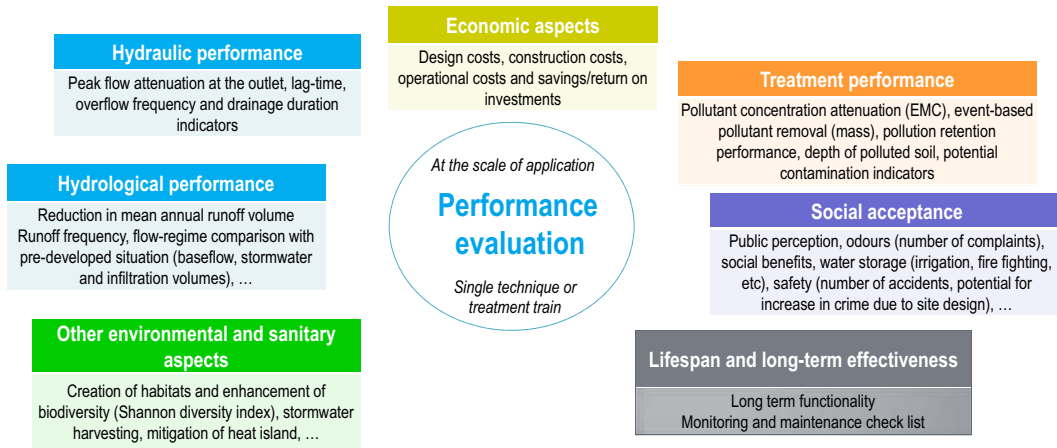 Economic aspects
Design costs, construction costs,
operational costs and savings/return on
investments
Hydraulic performance
Peak flow attenuation at the outlet, lag-time,
overflow frequency and drainage duration
indicators
Treatment performance
Pollutant concentration attenuation (EMC), event-based
pollutant removal (mass), pollution retention
performance, depth of polluted soil, potential
contamination indicators
At the scale of application
Performance
evaluation
Single technique or
treatment train
Hydrological performance
Reduction in mean annual runoff volume
Runoff frequency, flow-regime comparison with
pre-developed situation (baseflow, stormwater
and infiltration volumes), …
Social acceptance
Public perception, odours (number of complaints),
social benefits, water storage (irrigation, fire fighting,
etc), safety (number of accidents, potential for
increase in crime due to site design), …
Other environmental and sanitary
aspects
Creation of habitats and enhancement of
biodiversity (Shannon diversity index), stormwater
harvesting, mitigation of heat island, …
Lifespan and long-term effectiveness
Long term functionality
Monitoring and maintenance check list